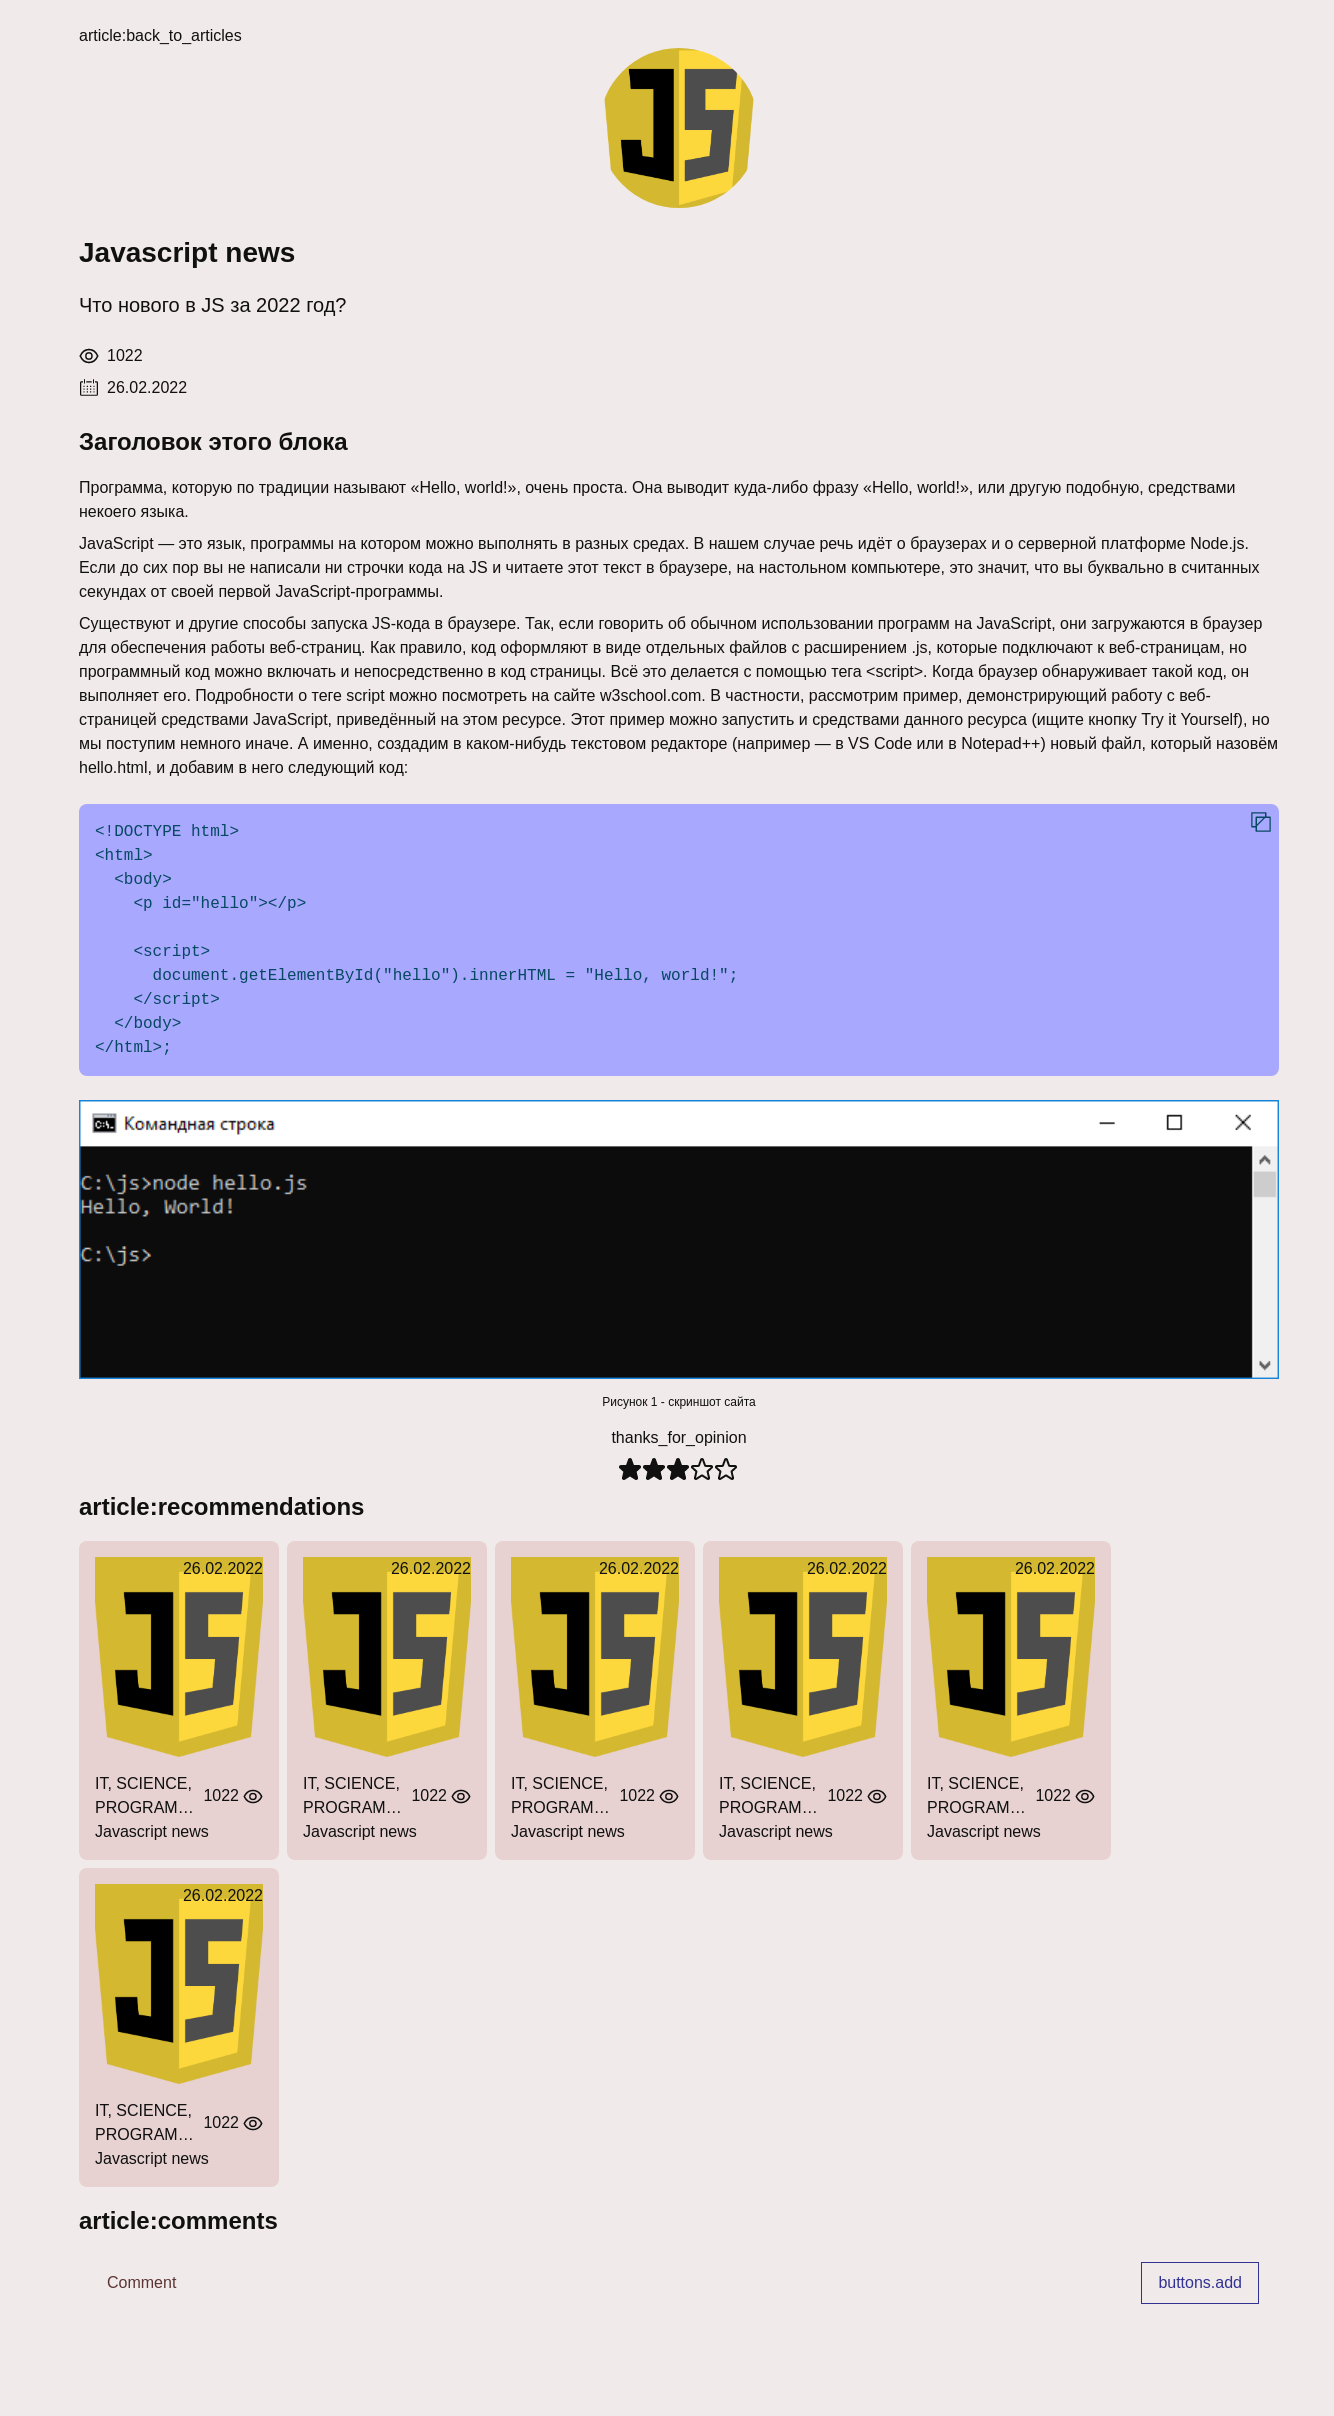 article:back_to_articles
JS
Javascript news
Что нового в JS за 2022 год?
1022
26.02.2022
Заголовок этого блока
Программа, которую по традиции называют «Hello, world!», очень проста. Она выводит куда-либо фразу «Hello, world!», или другую подобную, средствами
некоего языка.
JavaScript — это язык, программы на котором можно выполнять в разных средах. В нашем случае речь идёт о браузерах и о серверной платформе Node.js.
Если до сих пор вы не написали ни строчки кода на JS и читаете этот текст в браузере, на настольном компьютере, это значит, что вы буквально в считанных
секундах от своей первой JavaScript-программы.
Существуют и другие способы запуска JS-кода в браузере. Так, если говорить об обычном использовании программ на JavaScript, они загружаются в браузер
для обеспечения работы веб-страниц. Как правило, код оформляют в виде отдельных файлов с расширением .js, которые подключают к веб-страницам, но
программный код можно включать и непосредственно в код страницы. Всё это делается с помощью тега <script>. Когда браузер обнаруживает такой код, он
выполняет его. Подробности о теге script можно посмотреть на сайте w3school.com. В частности, рассмотрим пример, демонстрирующий работу с веб-
страницей средствами JavaScript, приведённый на этом ресурсе. Этот пример можно запустить и средствами данного ресурса (ищите кнопку Try it Yourself), но
мы поступим немного иначе. А именно, создадим в каком-нибудь текстовом редакторе (например — в VS Code или в Notepad++) новый файл, который назовём
hello.html, и добавим в него следующий код:
<!DOCTYPE html>
<html>
  <body>
    <p id="hello"></p>

    <script>
      document.getElementById("hello").innerHTML = "Hello, world!";
    </script>
  </body>
</html>;
C:\. Командная строка
C:\js>node hello.js
Hello, World!
C:\js>
Рисунок 1 - скриншот сайта
thanks_for_opinion
article:recommendations
26.02.2022
JS
IT, SCIENCE,
PROGRAM…
1022
Javascript news
26.02.2022
JS
IT, SCIENCE,
PROGRAM…
1022
Javascript news
26.02.2022
JS
IT, SCIENCE,
PROGRAM…
1022
Javascript news
26.02.2022
JS
IT, SCIENCE,
PROGRAM…
1022
Javascript news
26.02.2022
JS
IT, SCIENCE,
PROGRAM…
1022
Javascript news
26.02.2022
JS
IT, SCIENCE,
PROGRAM…
1022
Javascript news
article:comments
Comment
buttons.add